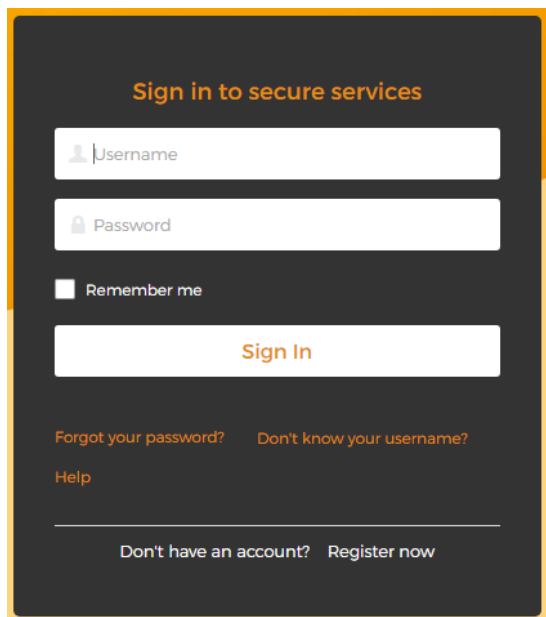 Sign in to secure services
Username
Password
Remember me
Sign In
Forgot your password? Don't know your username?
Help
Don't have an account? Register now